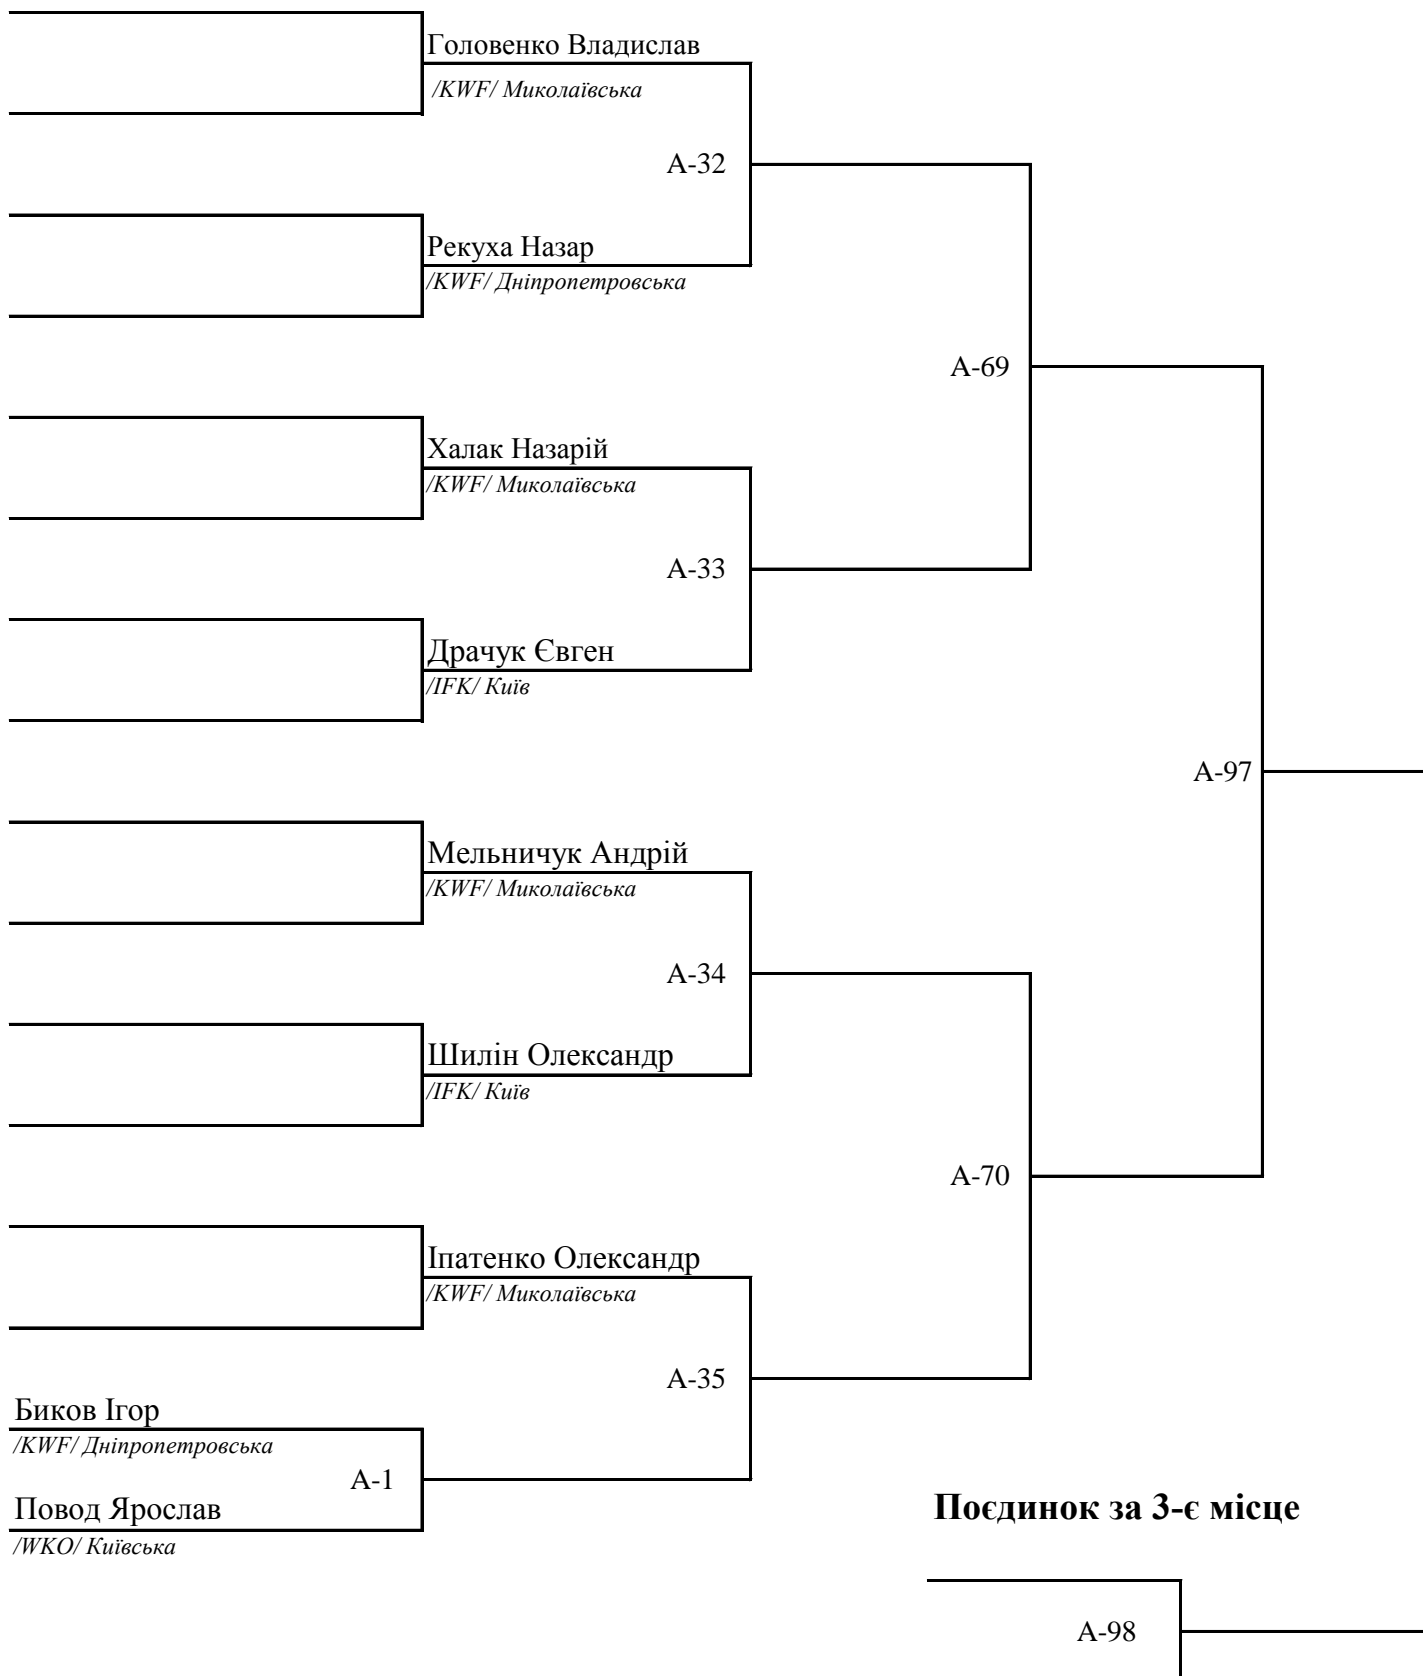 Головенко Владислав
/KWF/ Миколаївська
А-32
Рекуха Назар
/KWF/ Дніпропетровська
А-69
Халак Назарій
/KWF/ Миколаївська
А-33
Драчук Євген
/IFK/ Київ
А-97
Мельничук Андрій
/KWF/ Миколаївська
А-34
Шилін Олександр
/IFK/ Київ
А-70
Іпатенко Олександр
/KWF/ Миколаївська
А-35
Биков Ігор
/KWF/ Дніпропетровська
А-1
Повод Ярослав
/WKO/ Київська
Поєдинок за 3-є місце
А-98